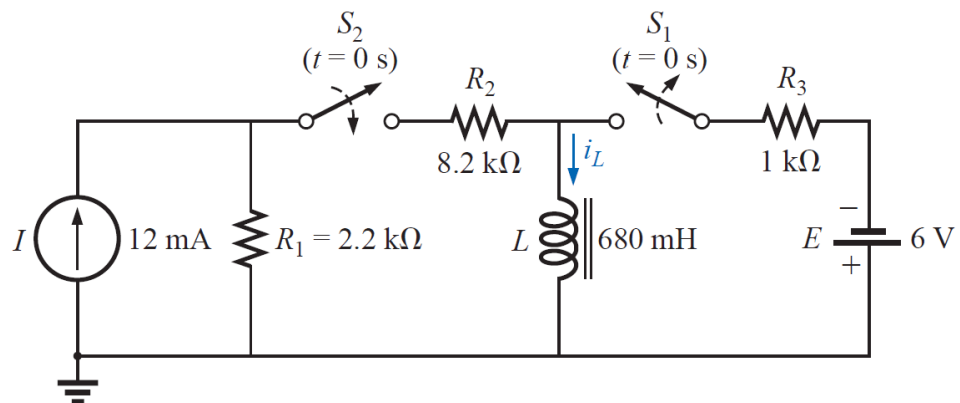 S₂
(t = 0 s)
R₂
8.2 kΩ
S₁
(t = 0 s)
R₃
1 kΩ
I
12 mA
R₁ = 2.2 kΩ
iL
L
680 mH
E
−
+
6 V